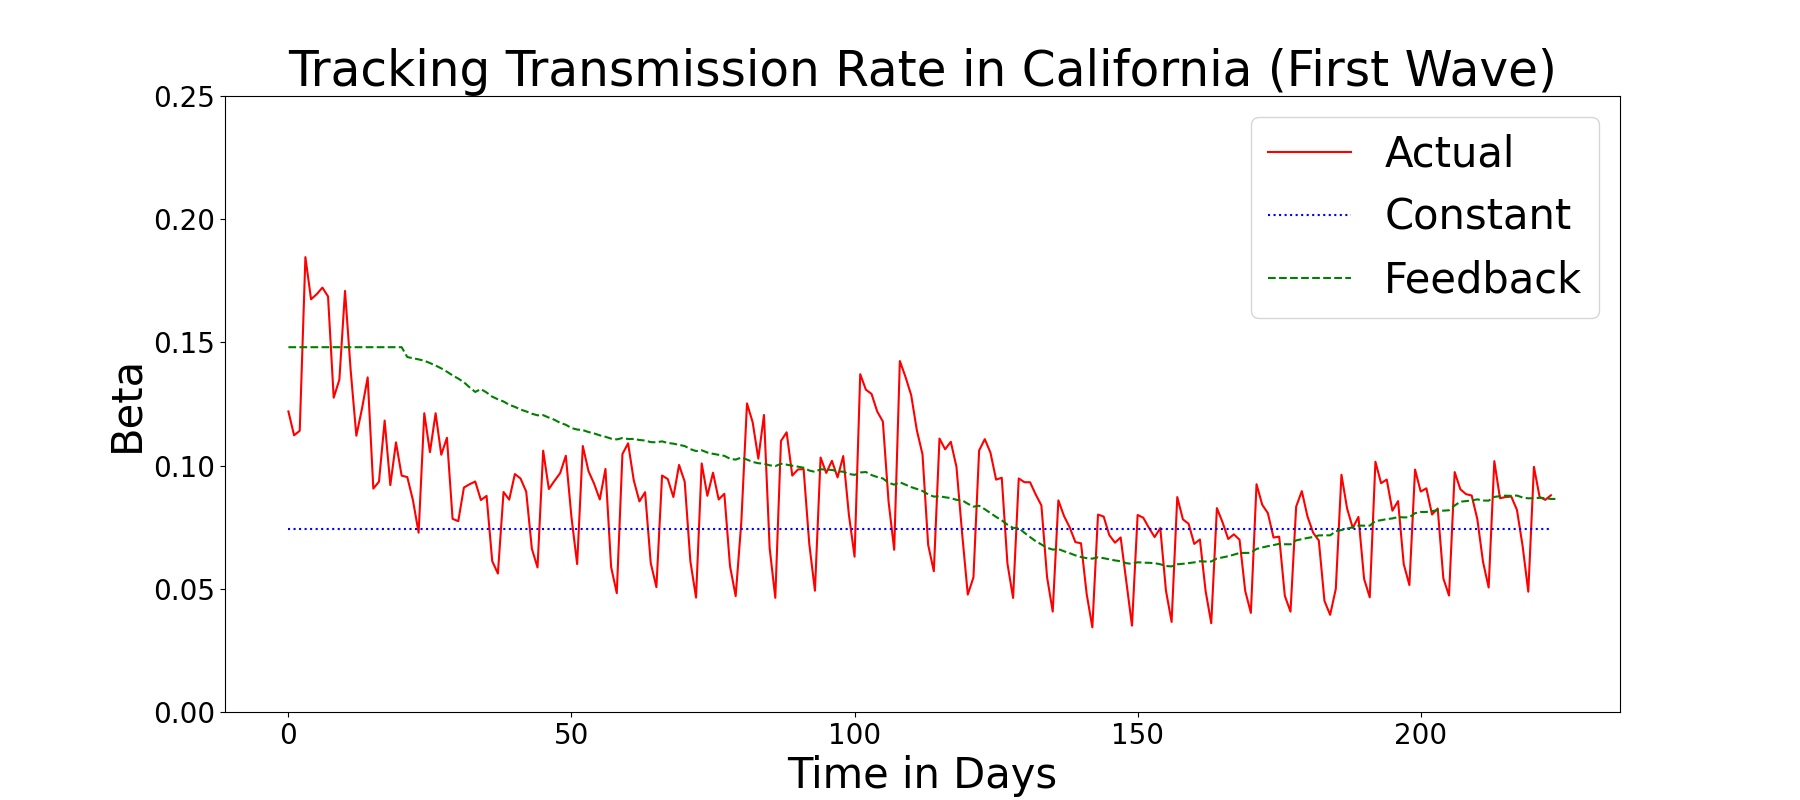 Tracking Transmission Rate in California (First Wave)
0.25
0.20
0.15
0.10
0.05
0.00
Beta
Actual
Constant
Feedback
0 50 100 150 200
Time in Days